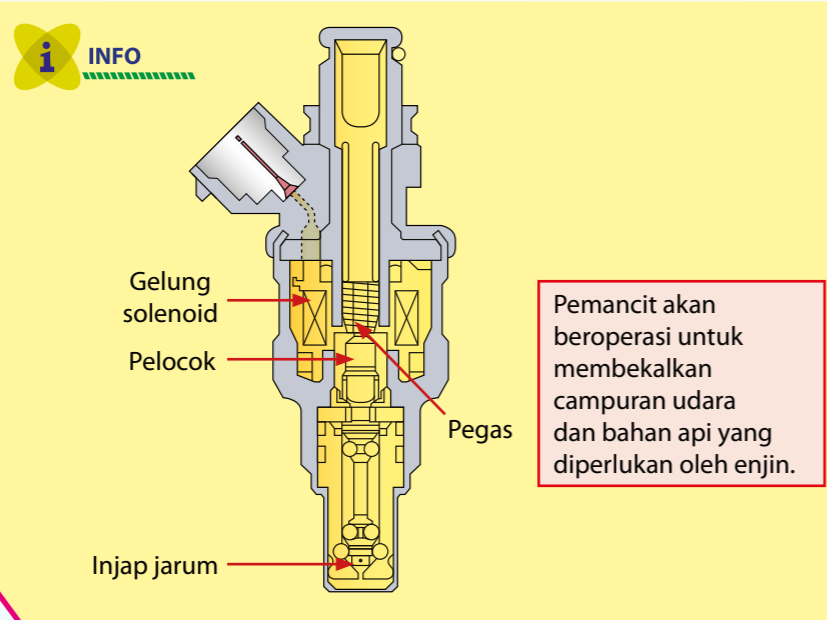 i INFO
Gelung
solenoid
Pelocok
Pegas
Injap jarum
Pemancit akan
beroperasi untuk
membekalkan
campuran udara
dan bahan api yang
diperlukan oleh enjin.